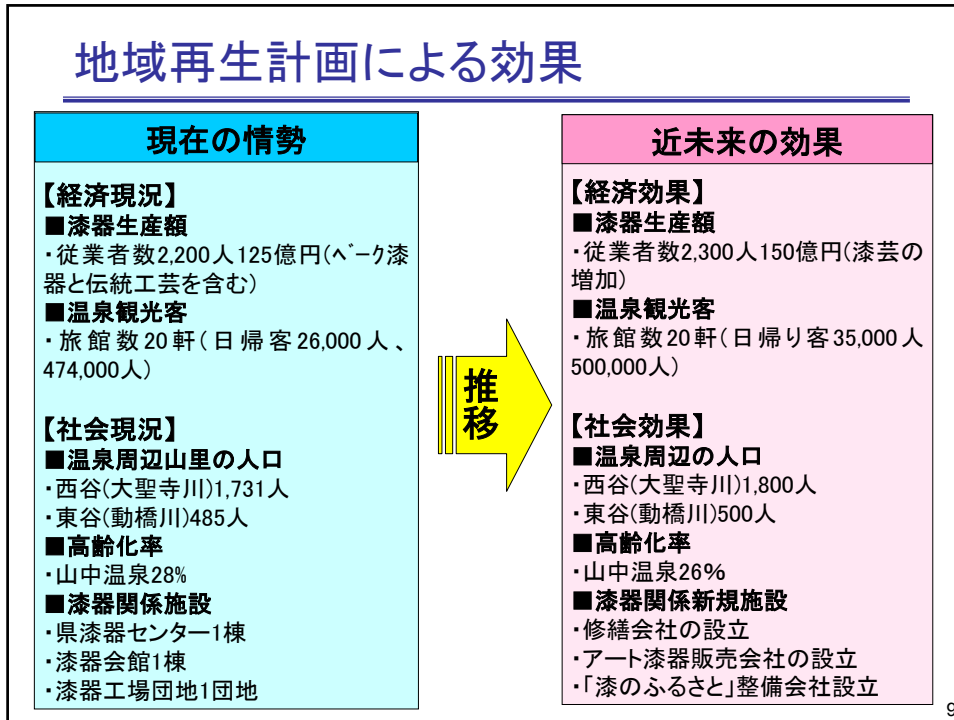 地域再生計画による効果
現在の情勢
【経済現況】
■漆器生産額
・従業者数2,200人125億円(ﾍﾞｰｸ漆
器と伝統工芸を含む)
■温泉観光客
・旅館数20軒(日帰客26,000人、
474,000人)
【社会現況】
■温泉周辺山里の人口
・西谷(大聖寺川)1,731人
・東谷(動橋川)485人
■高齢化率
・山中温泉28%
■漆器関係施設
・県漆器センター1棟
・漆器会館1棟
・漆器工場団地1団地
推
移
近未来の効果
【経済効果】
■漆器生産額
・従業者数2,300人150億円(漆芸の
増加)
■温泉観光客
・旅館数20軒(日帰り客35,000人
500,000人)
【社会効果】
■温泉周辺の人口
・西谷(大聖寺川)1,800人
・東谷(動橋川)500人
■高齢化率
・山中温泉26％
■漆器関係新規施設
・修繕会社の設立
・アート漆器販売会社の設立
・「漆のふるさと」整備会社設立
9